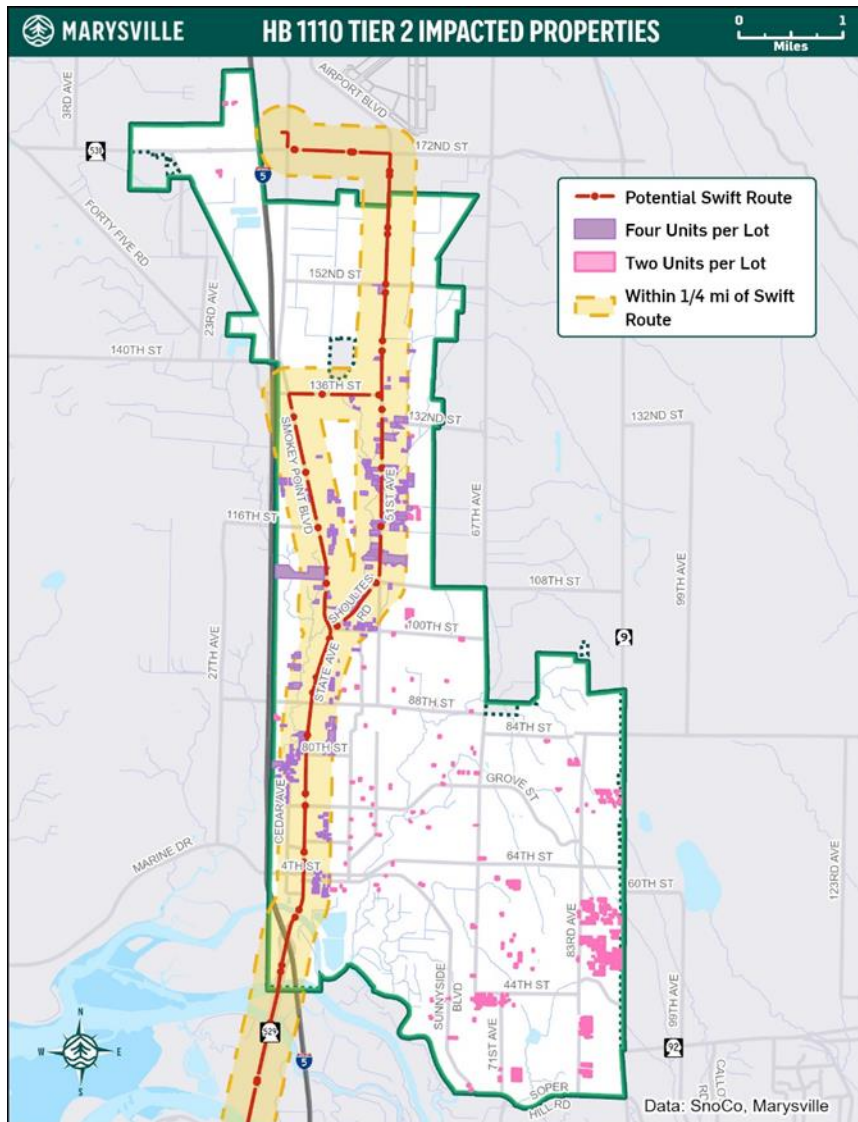 MARYSVILLE
HB 1110 TIER 2 IMPACTED PROPERTIES
0 1
Miles
3RD AVE
AIRPORT BLVD
531
172ND ST
5
FORTY FIVE RD
Potential Swift Route
Four Units per Lot
Two Units per Lot
Within 1/4 mi of Swift
Route
152ND ST
23RD AVE
140TH ST
136TH ST
132ND ST
132ND ST
SMOKEY POINT BLVD
51ST AVE
67TH AVE
116TH ST
99TH AVE
108TH ST
SHOULTES
RD
100TH ST
9
27TH AVE
STATE AVE
88TH ST
84TH ST
80TH ST
GROVE ST
CEDAR AVE
MARINE DR
64TH ST
4TH ST
60TH ST
123RD AVE
83RD AVE
SUNNYSIDE
BLVD
44TH ST
71ST AVE
99TH AVE
N
W E
S
529
5
92
CALLOW
RD
SOPER
HILL RD
Data: SnoCo, Marysville